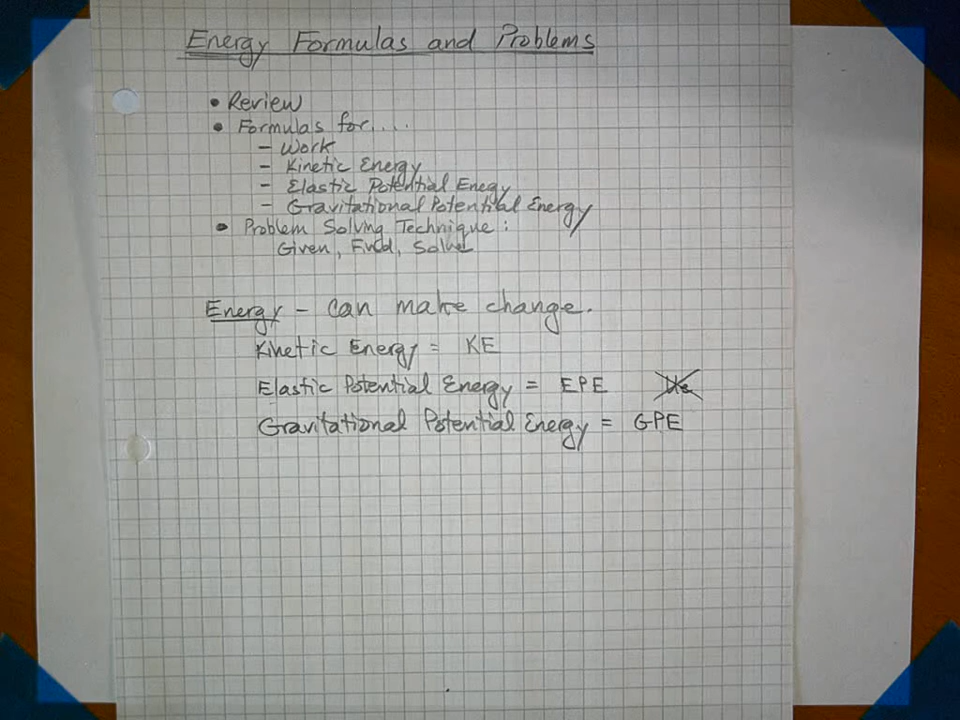 Energy Formulas and Problems
• Review
• Formulas for....
– Work
– Kinetic Energy
– Elastic Potential Energy
– Gravitational Potential Energy
• Problem Solving Technique:
Given, Find, Solve
Energy – can make change.
Kinetic Energy = KE
Elastic Potential Energy = EPE
Gravitational Potential Energy = GPE